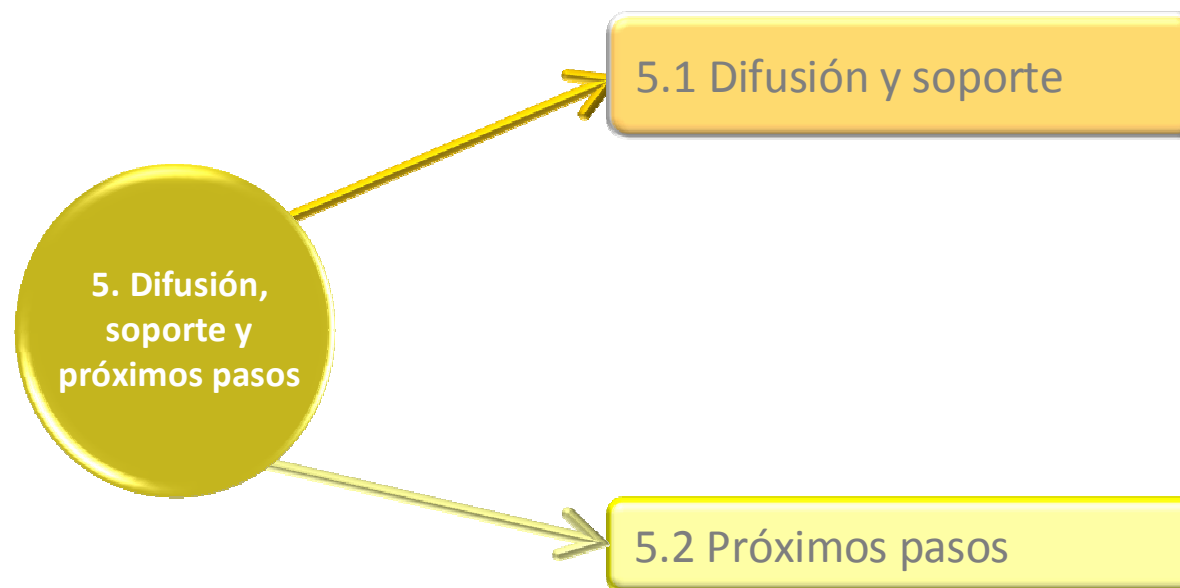 5.1 Difusión y soporte
5. Difusión,
soporte y
próximos pasos
5.2 Próximos pasos